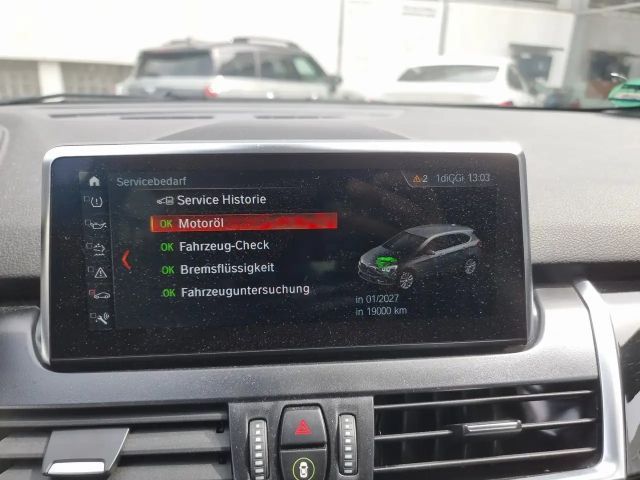 Servicebedarf
2 1diGGi 13:03
Service Historie
OK Motoröl
OK Fahrzeug-Check
OK Bremsflüssigkeit
OK Fahrzeuguntersuchung
in 01/2027
in 19000 km